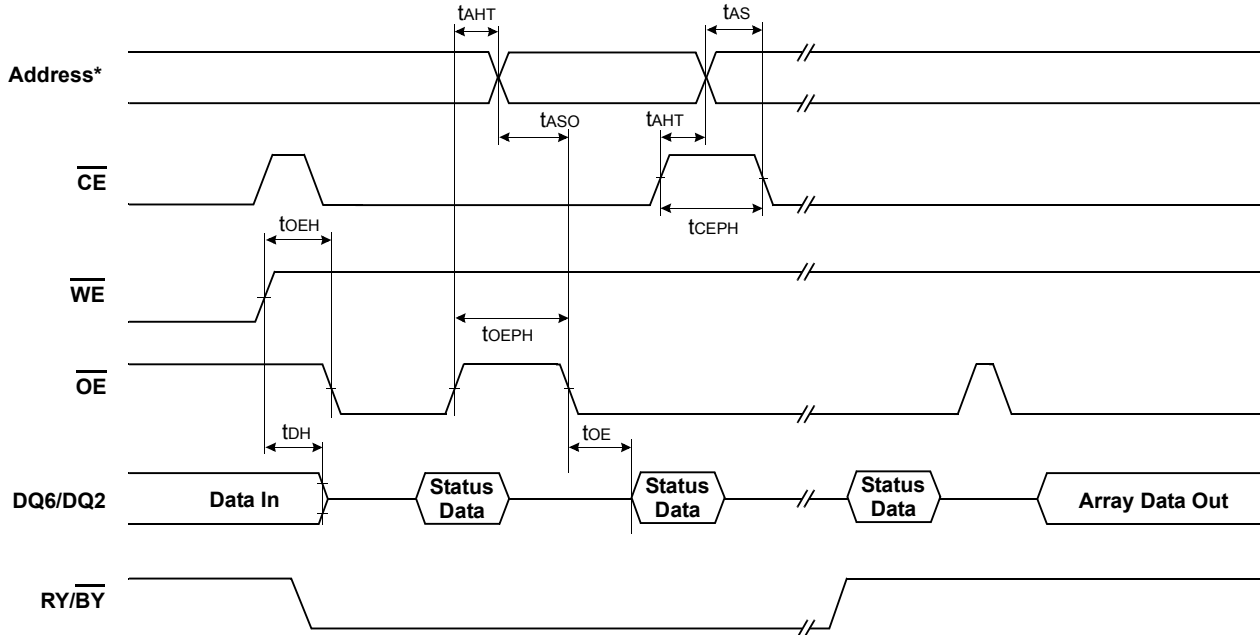 tAHT
tAS
Address*
tASO
tAHT
CE
tCEPH
tOEH
WE
tOEPH
OE
tDH
tOE
DQ6/DQ2
Data In
Status
Data
Status
Data
Status
Data
Array Data Out
RY/BY